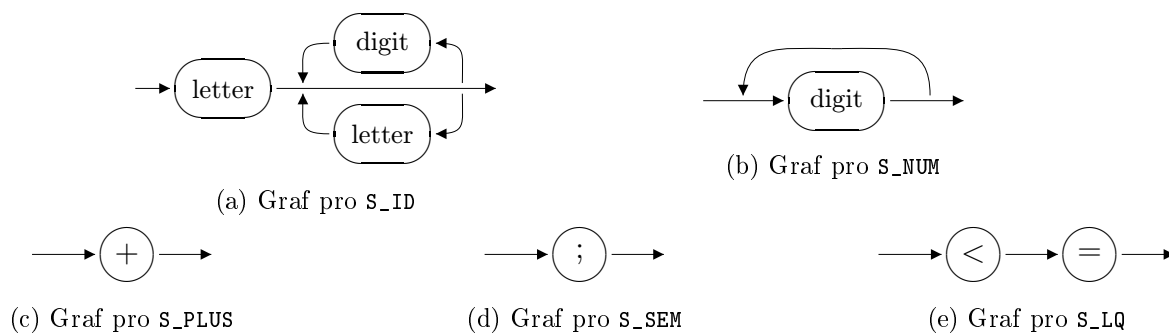 digit
letter
letter
(a) Graf pro S_ID
digit
(b) Graf pro S_NUM
+
(c) Graf pro S_PLUS
;
(d) Graf pro S_SEM
< =
(e) Graf pro S_LQ